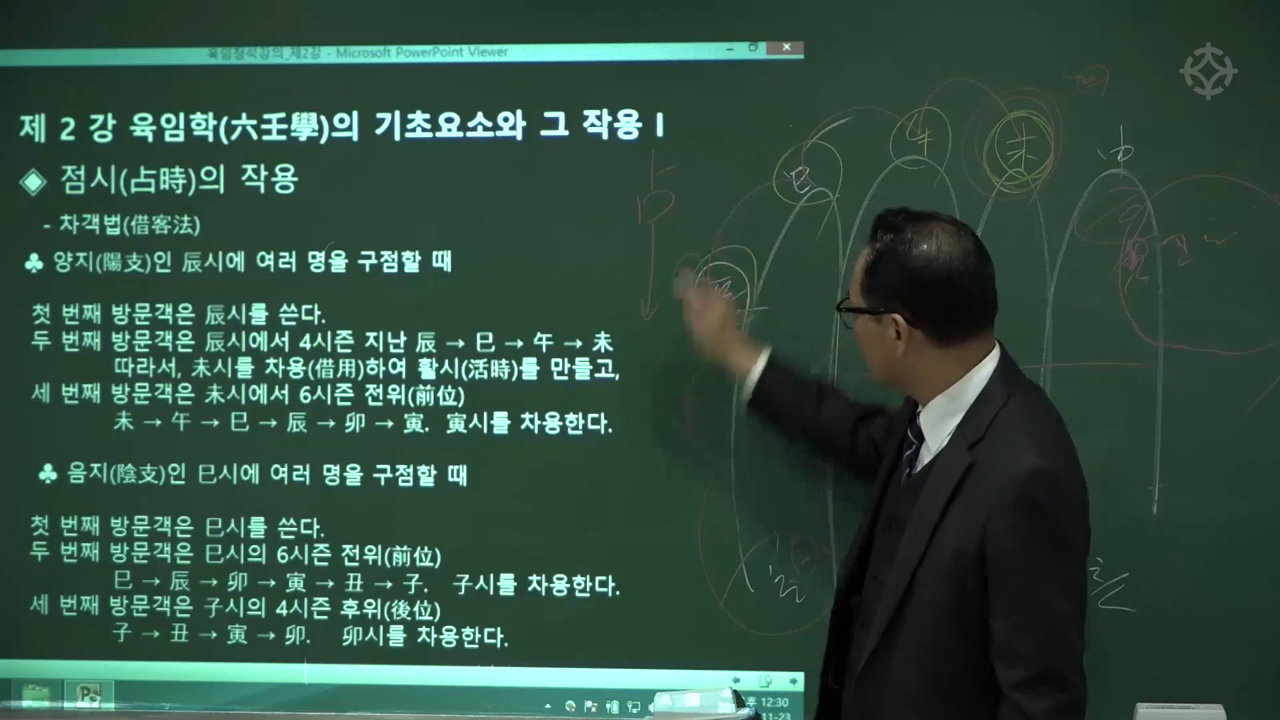 육임정석강의_제2강 - Microsoft PowerPoint Viewer
제 2 강 육임학(六壬學)의 기초요소와 그 작용 I
◈ 점시(占時)의 작용
- 차객법(借客法)
♣ 양지(陽支)인 辰시에 여러 명을 구점할 때
첫 번째 방문객은 辰시를 쓴다.
두 번째 방문객은 辰시에서 4시즌 지난 辰 → 巳 → 午 → 未
따라서, 未시를 차용(借用)하여 활시(活時)를 만들고,
세 번째 방문객은 未시에서 6시즌 전위(前位)
未 → 午 → 巳 → 辰 → 卯 → 寅. 寅시를 차용한다.
♣ 음지(陰支)인 巳시에 여러 명을 구점할 때
첫 번째 방문객은 巳시를 쓴다.
두 번째 방문객은 巳시의 6시즌 전위(前位)
巳 → 辰 → 卯 → 寅 → 丑 → 子. 子시를 차용한다.
세 번째 방문객은 子시의 4시즌 후위(後位)
子 → 丑 → 寅 → 卯. 卯시를 차용한다.
占
巳
午
未
申
12:30
11-23